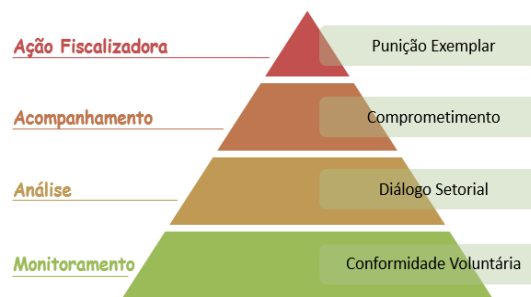 Ação Fiscalizadora
Punição Exemplar
Acompanhamento
Comprometimento
Análise
Diálogo Setorial
Monitoramento
Conformidade Voluntária